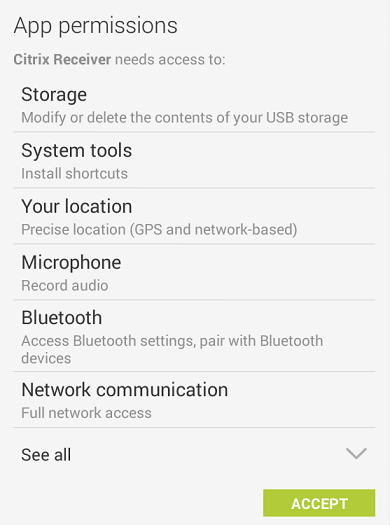 App permissions
Citrix Receiver needs access to:
Storage
Modify or delete the contents of your USB storage
System tools
Install shortcuts
Your location
Precise location (GPS and network-based)
Microphone
Record audio
Bluetooth
Access Bluetooth settings, pair with Bluetooth
devices
Network communication
Full network access
See all
ACCEPT